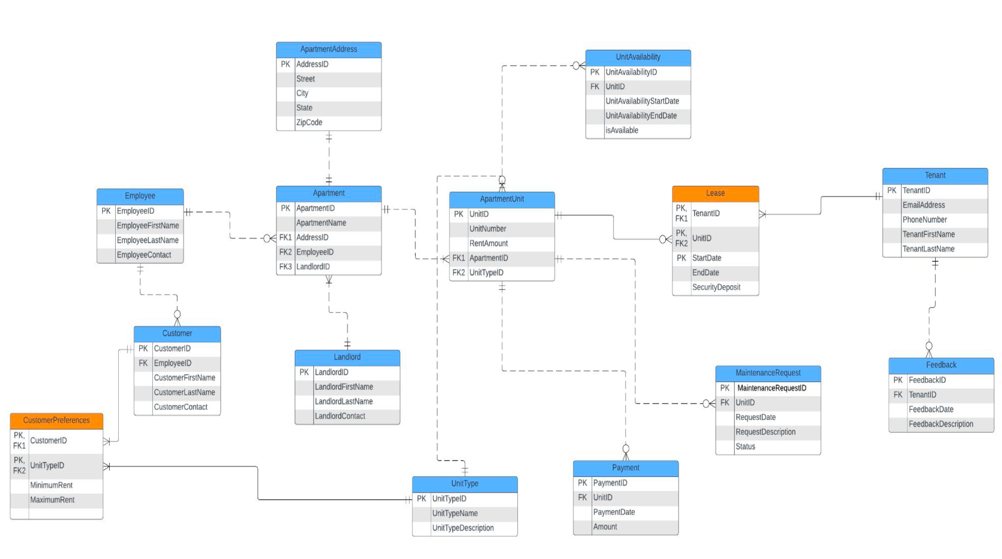 ApartmentAddress
PK AddressID
Street
City
State
ZipCode
UnitAvailability
PK UnitAvailabilityID
FK UnitID
UnitAvailabilityStartDate
UnitAvailabilityEndDate
isAvailable
Employee
PK EmployeeID
EmployeeFirstName
EmployeeLastName
EmployeeContact
Apartment
PK ApartmentID
ApartmentName
FK1 AddressID
FK2 EmployeeID
FK3 LandlordID
ApartmentUnit
PK UnitID
UnitNumber
RentAmount
FK1 ApartmentID
FK2 UnitTypeID
Lease
PK,
FK1 TenantID
PK,
FK2 UnitID
PK StartDate
EndDate
SecurityDeposit
Tenant
PK TenantID
EmailAddress
PhoneNumber
TenantFirstName
TenantLastName
Customer
PK CustomerID
FK EmployeeID
CustomerFirstName
CustomerLastName
CustomerContact
Landlord
PK LandlordID
LandlordFirstName
LandlordLastName
LandlordContact
MaintenanceRequest
PK MaintenanceRequestID
FK UnitID
RequestDate
RequestDescription
Status
Feedback
PK FeedbackID
FK TenantID
FeedbackDate
FeedbackDescription
CustomerPreferences
PK,
FK1 CustomerID
PK,
FK2 UnitTypeID
MinimumRent
MaximumRent
UnitType
PK UnitTypeID
UnitTypeName
UnitTypeDescription
Payment
PK PaymentID
FK UnitID
PaymentDate
Amount